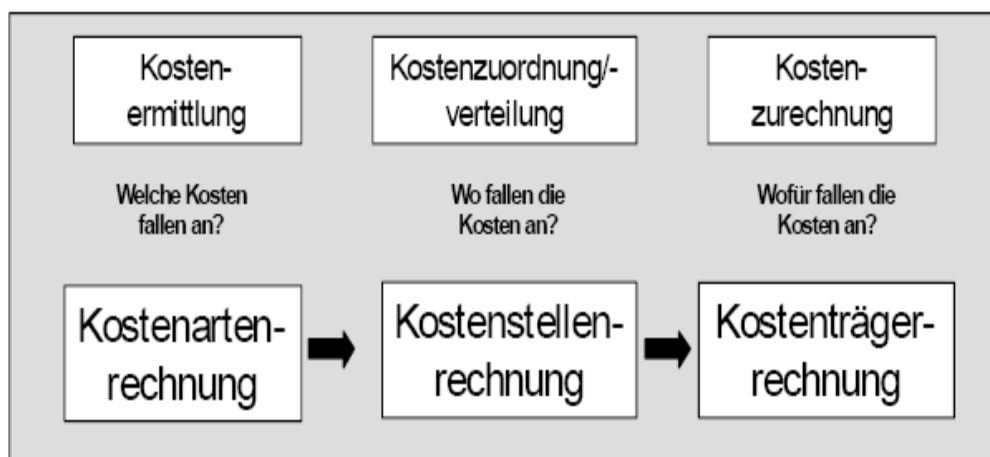 Kosten-
ermittlung
Kostenzuordnung/-
verteilung
Kosten-
zurechnung
Welche Kosten
fallen an?
Wo fallen die
Kosten an?
Wofür fallen die
Kosten an?
Kostenarten-
rechnung
Kostenstellen-
rechnung
Kostenträger-
rechnung